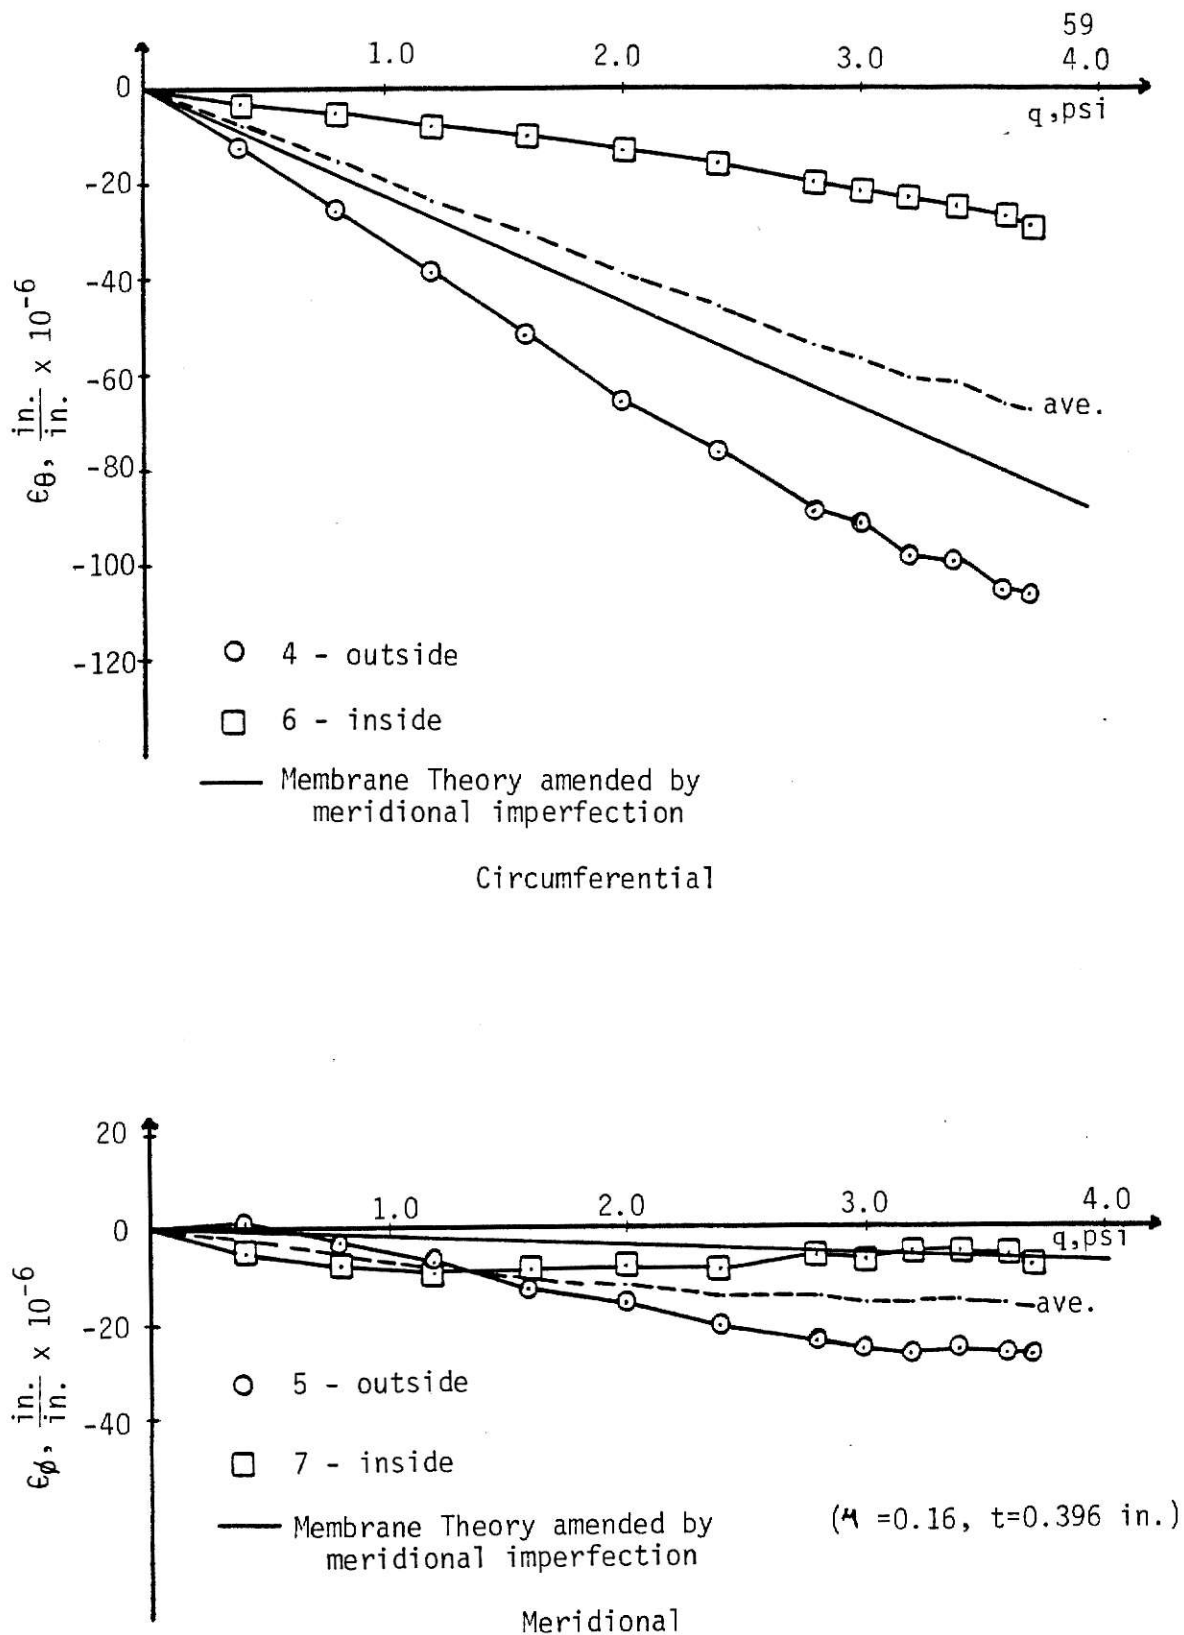 59
1.0 2.0 3.0 4.0
0
q,psi
-20
-40
-60
-80
-100
-120
ϵθ, in./in. x 10⁻⁶
ave.
4 - outside
6 - inside
Membrane Theory amended by
meridional imperfection
Circumferential
20
1.0 2.0 3.0 4.0
0
q,psi
-20
-40
ϵϕ, in./in. x 10⁻⁶
ave.
5 - outside
7 - inside
Membrane Theory amended by
meridional imperfection
(μ =0.16, t=0.396 in.)
Meridional